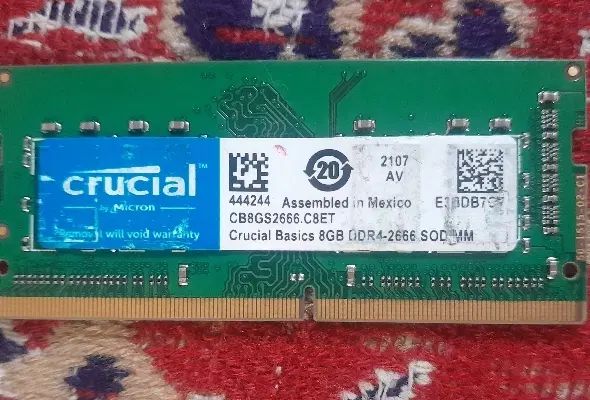 crucial™
by Micron
Removal will void warranty
20
2107
AV
444244 Assembled in Mexico
CB8GS2666.C8ET
Crucial Basics 8GB DDR4-2666 SODIMM